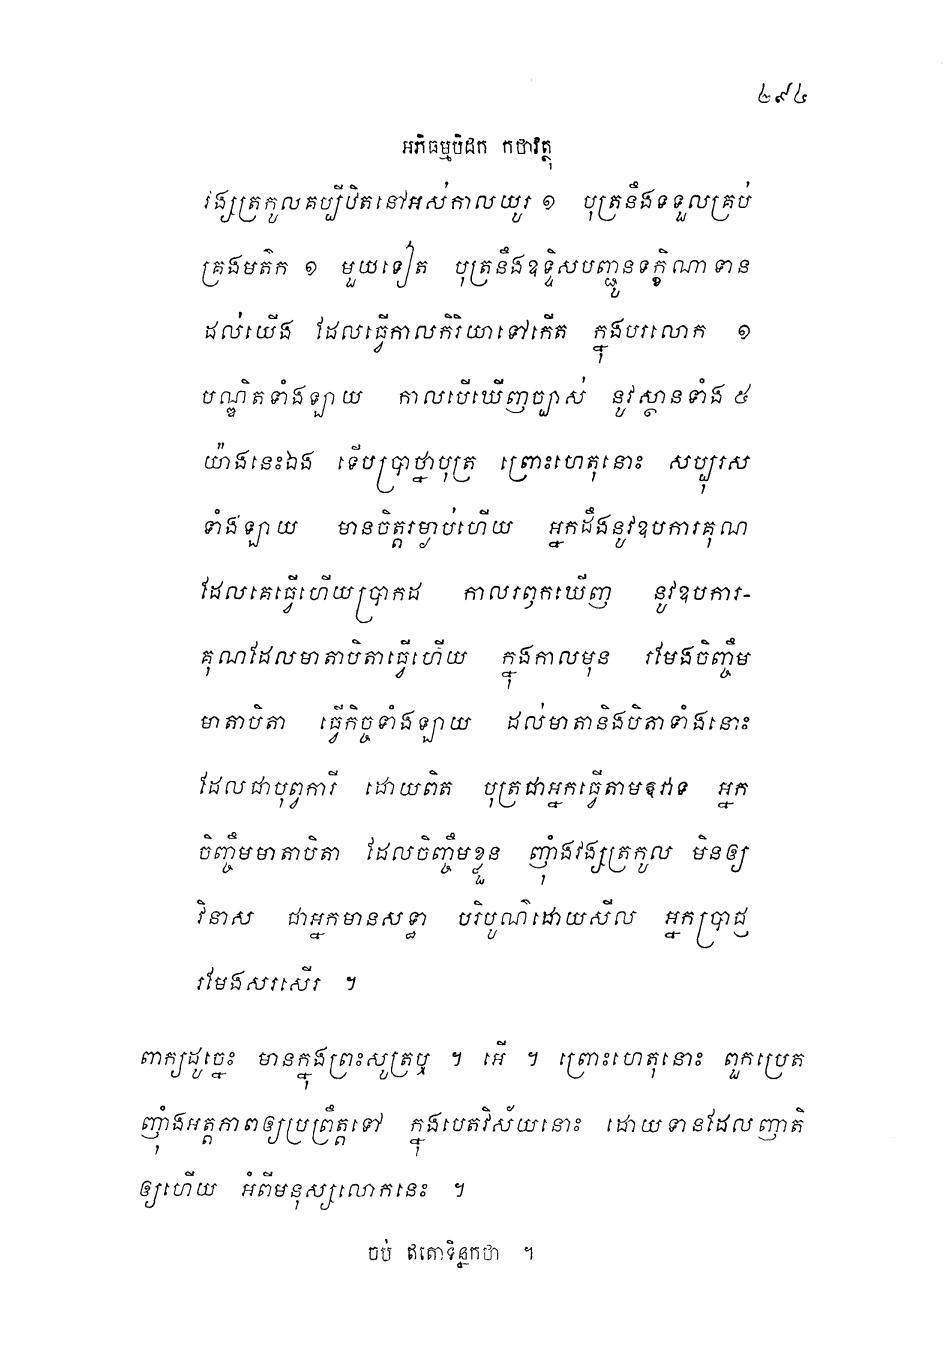 ២៩៤
អភិធម្មបិដក កថាវត្ថុ
វង្សត្រកូលគប្បីឋិតនៅអស់កាលយូរ ១ បុត្រនឹងទទួលគ្រប់
គ្រងមត៌ក ១ មួយទៀត បុត្រនឹងឧទ្ទិសបញ្ជូនទក្ខិណាទាន
ដល់យើង ដែលធ្វើកាលកិរិយាទៅកើត ក្នុងបរលោក ១
បណ្ឌិតទាំងឡាយ កាលបើឃើញច្បាស់ នូវស្ថានទាំង ៥
យ៉ាងនេះឯង ទើបប្រាថ្នាបុត្រ ព្រោះហេតុនោះ សប្បុរស
ទាំងឡាយ មានចិត្តរម្ងាប់ហើយ អ្នកដឹងនូវឧបការគុណ
ដែលគេធ្វើហើយប្រាកដ កាលរឭកឃើញ នូវឧបការ-
គុណដែលមាតាបិតាធ្វើហើយ ក្នុងកាលមុន រមែងចិញ្ចឹម
មាតាបិតា ធ្វើកិច្ចទាំងឡាយ ដល់មាតានិងបិតាទាំងនោះ
ដែលជាបុព្វការី ដោយពិត បុត្រជាអ្នកធ្វើតាមឱវាទ អ្នក
ចិញ្ចឹមមាតាបិតា ដែលចិញ្ចឹមខ្លួន ញ៉ាំងវង្សត្រកូល មិនឲ្យ
វិនាស ជាអ្នកមានសទ្ធា បរិបូណ៌ដោយសីល អ្នកប្រាជ្ញ
រមែងសរសើរ ។
ពាក្យដូច្នេះ មានក្នុងព្រះសូត្រឬ ។ អើ ។ ព្រោះហេតុនោះ ពួកប្រេត
ញ៉ាំងអត្តភាពឲ្យប្រព្រឹត្តទៅ ក្នុងបេតវិស័យនោះ ដោយទានដែលញាតិ
ឲ្យហើយ អំពីមនុស្សលោកនេះ ។
ចប់ ឥតោទិន្នកថា ។